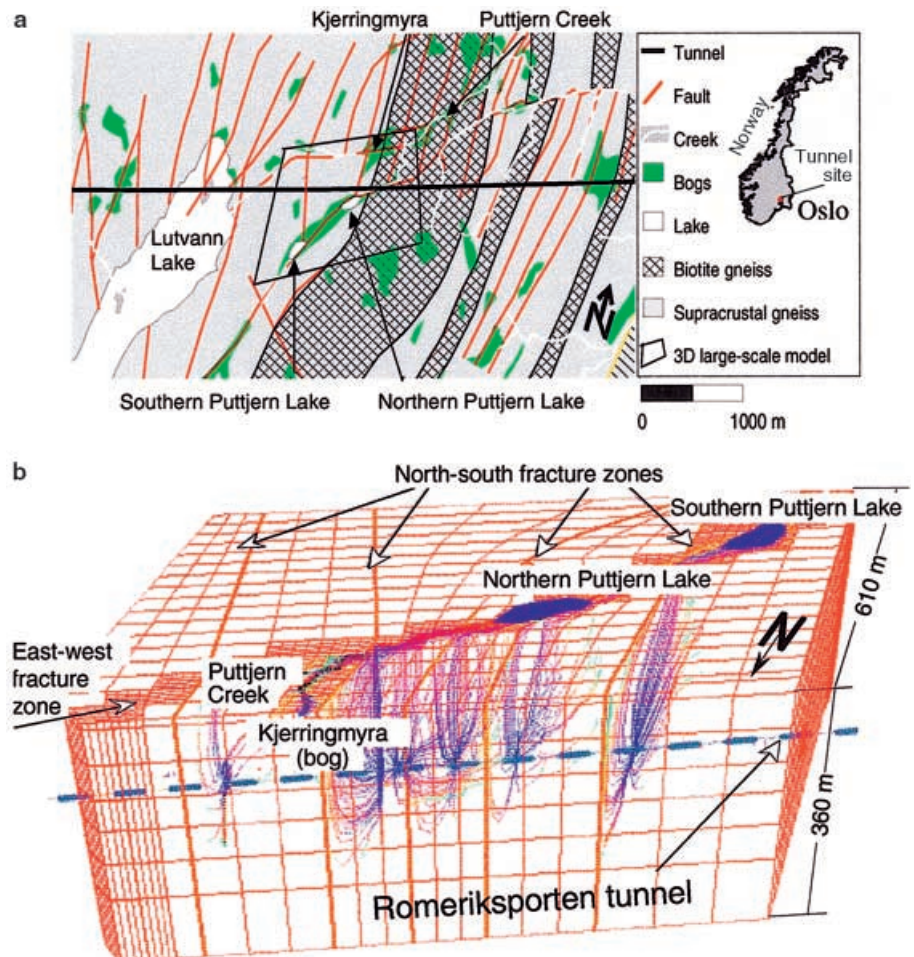 a
Kjerringmyra
Puttjern Creek
Lutvann
Lake
Southern Puttjern Lake
Northern Puttjern Lake
N
Tunnel
Fault
Creek
Bogs
Lake
Biotite gneiss
Supracrustal gneiss
3D large-scale model
Norway
Tunnel
site
Oslo
0
1000 m
b
North-south fracture zones
Southern Puttjern Lake
Northern Puttjern Lake
East-west
fracture
zone
Puttjern
Creek
Kjerringmyra
(bog)
N
610 m
360 m
Romeriksporten tunnel